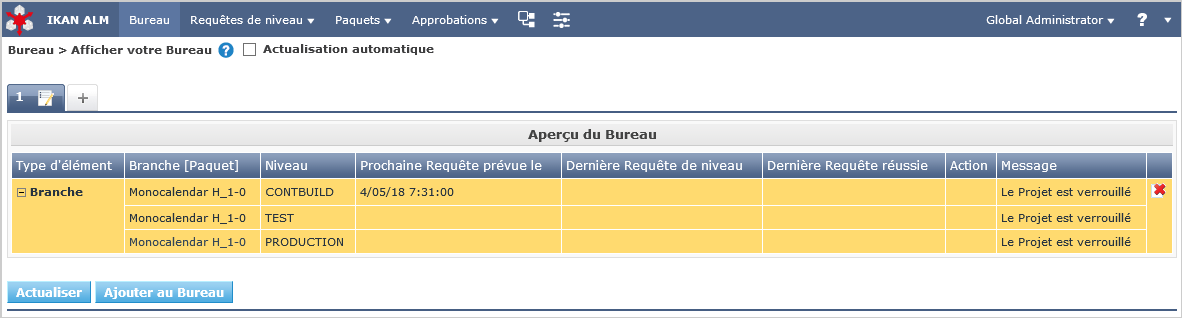 IKAN ALM Bureau Requêtes de niveau Paquets Approbations Global Administrator ?
Bureau > Afficher votre Bureau ? Actualisation automatique
1 +
Aperçu du Bureau
Type d'élément Branche [Paquet] Niveau Prochaine Requête prévue le Dernière Requête de niveau Dernière Requête réussie Action Message
Branche Monocalendar H_1-0 CONTBUILD 4/05/18 7:31:00 Le Projet est verrouillé
Monocalendar H_1-0 TEST Le Projet est verrouillé
Monocalendar H_1-0 PRODUCTION Le Projet est verrouillé
Actualiser Ajouter au Bureau